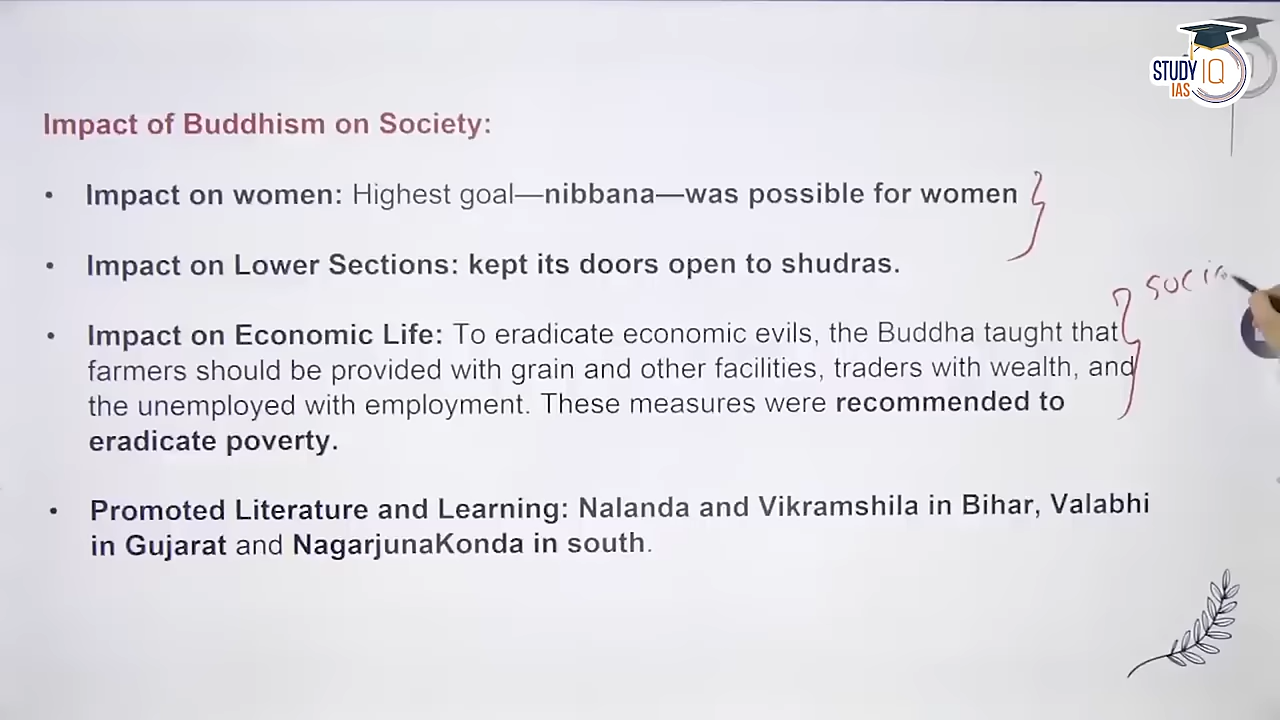 STUDY IQ
IAS
Impact of Buddhism on Society:
• Impact on women: Highest goal—nibbana—was possible for women
• Impact on Lower Sections: kept its doors open to shudras.
soci
• Impact on Economic Life: To eradicate economic evils, the Buddha taught that
farmers should be provided with grain and other facilities, traders with wealth, and
the unemployed with employment. These measures were recommended to
eradicate poverty.
• Promoted Literature and Learning: Nalanda and Vikramshila in Bihar, Valabhi
in Gujarat and NagarjunaKonda in south.